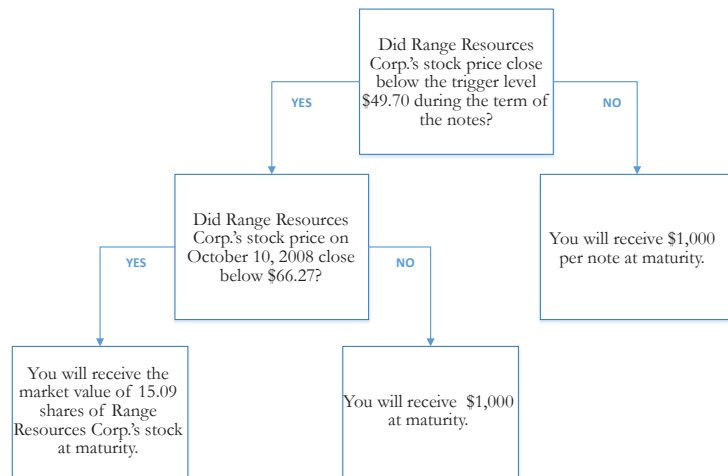 Did Range Resources
Corp.'s stock price close
below the trigger level
$49.70 during the term of
the notes?
YES
NO
Did Range Resources
Corp.'s stock price on
October 10, 2008 close
below $66.27?
You will receive $1,000
per note at maturity.
YES
NO
You will receive the
market value of 15.09
shares of Range
Resources Corp.'s stock
at maturity.
You will receive $1,000
at maturity.